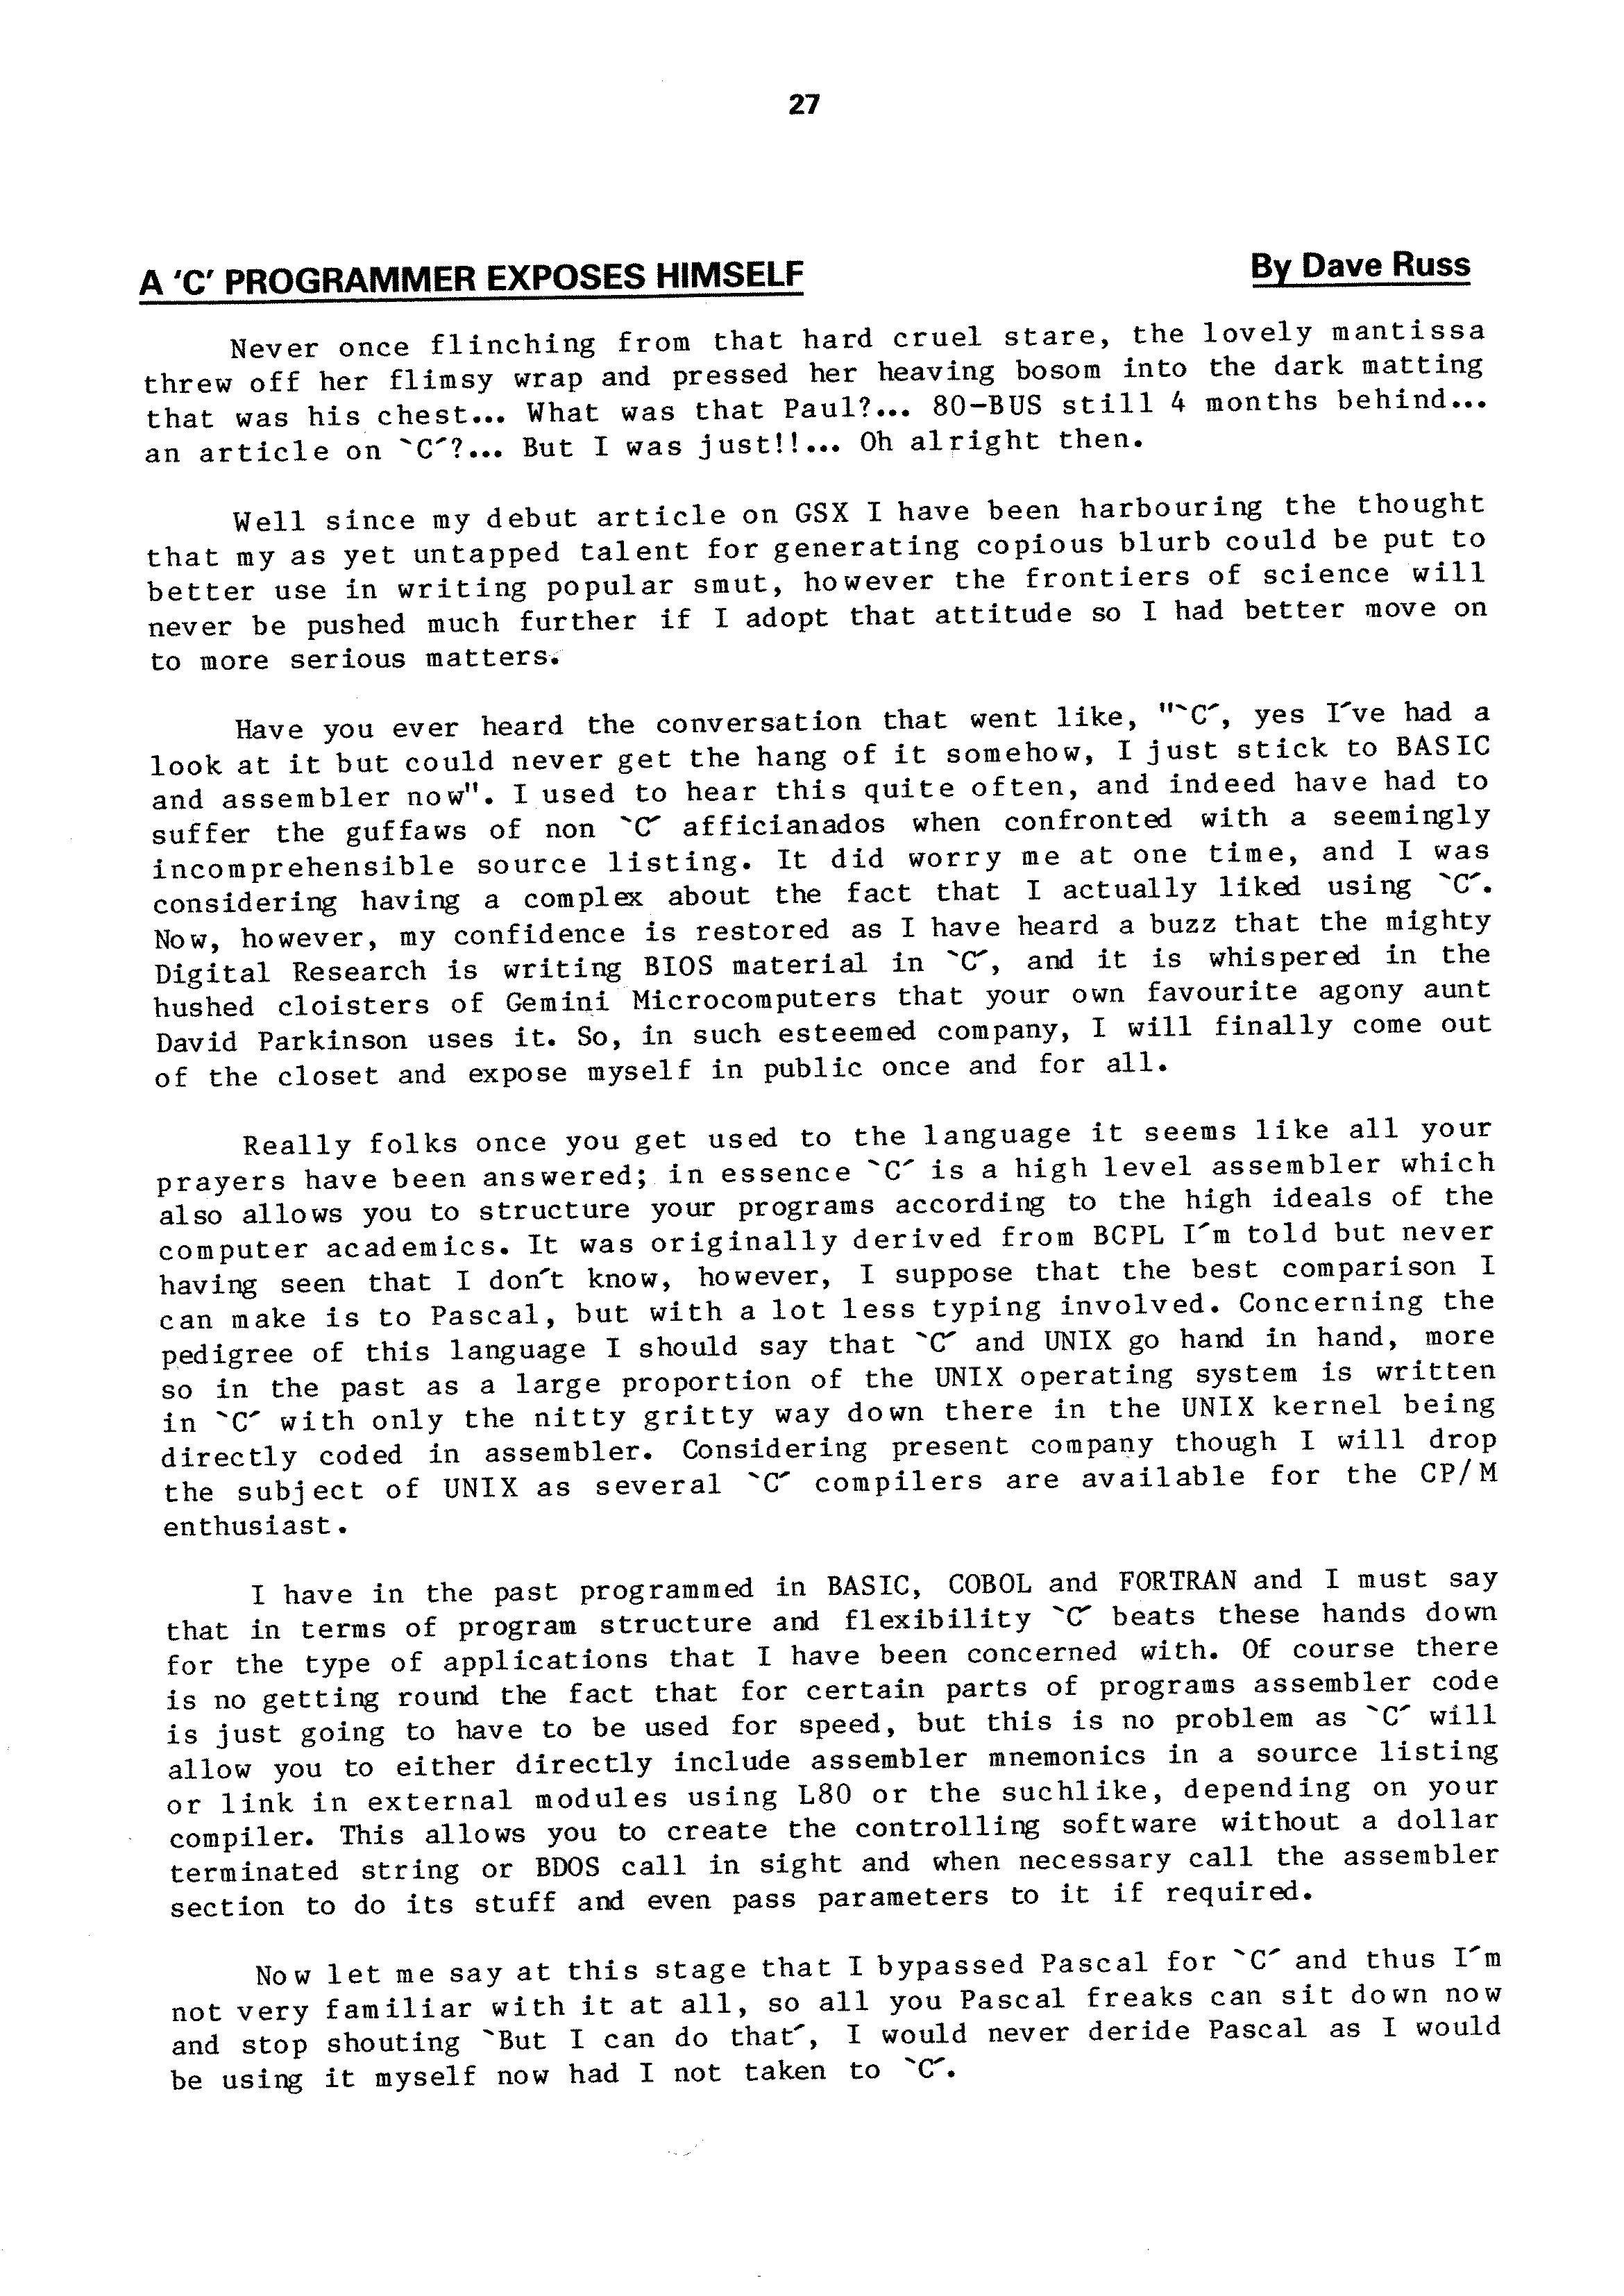 27
A 'C' PROGRAMMER EXPOSES HIMSELF By Dave Russ
Never once flinching from that hard cruel stare, the lovely mantissa
threw off her flimsy wrap and pressed her heaving bosom into the dark matting
that was his chest... What was that Paul?... 80-BUS still 4 months behind...
an article on `C´?... But I was just!!... Oh alright then.
Well since my debut article on GSX I have been harbouring the thought
that my as yet untapped talent for generating copious blurb could be put to
better use in writing popular smut, however the frontiers of science will
never be pushed much further if I adopt that attitude so I had better move on
to more serious matters.
Have you ever heard the conversation that went like, "`C´, yes I´ve had a
look at it but could never get the hang of it somehow, I just stick to BASIC
and assembler now". I used to hear this quite often, and indeed have had to
suffer the guffaws of non `C´ afficianados when confronted with a seemingly
incomprehensible source listing. It did worry me at one time, and I was
considering having a complex about the fact that I actually liked using `C´.
Now, however, my confidence is restored as I have heard a buzz that the mighty
Digital Research is writing BIOS material in `C´, and it is whispered in the
hushed cloisters of Gemini Microcomputers that your own favourite agony aunt
David Parkinson uses it. So, in such esteemed company, I will finally come out
of the closet and expose myself in public once and for all.
Really folks once you get used to the language it seems like all your
prayers have been answered; in essence `C´ is a high level assembler which
also allows you to structure your programs according to the high ideals of the
computer academics. It was originally derived from BCPL I´m told but never
having seen that I don´t know, however, I suppose that the best comparison I
can make is to Pascal, but with a lot less typing involved. Concerning the
pedigree of this language I should say that `C´ and UNIX go hand in hand, more
so in the past as a large proportion of the UNIX operating system is written
in `C´ with only the nitty gritty way down there in the UNIX kernel being
directly coded in assembler. Considering present company though I will drop
the subject of UNIX as several `C´ compilers are available for the CP/M
enthusiast.
I have in the past programmed in BASIC, COBOL and FORTRAN and I must say
that in terms of program structure and flexibility `C´ beats these hands down
for the type of applications that I have been concerned with. Of course there
is no getting round the fact that for certain parts of programs assembler code
is just going to have to be used for speed, but this is no problem as `C´ will
allow you to either directly include assembler mnemonics in a source listing
or link in external modules using L80 or the suchlike, depending on your
compiler. This allows you to create the controlling software without a dollar
terminated string or BDOS call in sight and when necessary call the assembler
section to do its stuff and even pass parameters to it if required.
Now let me say at this stage that I bypassed Pascal for `C´ and thus I´m
not very familiar with it at all, so all you Pascal freaks can sit down now
and stop shouting `But I can do that´, I would never deride Pascal as I would
be using it myself now had I not taken to `C´.